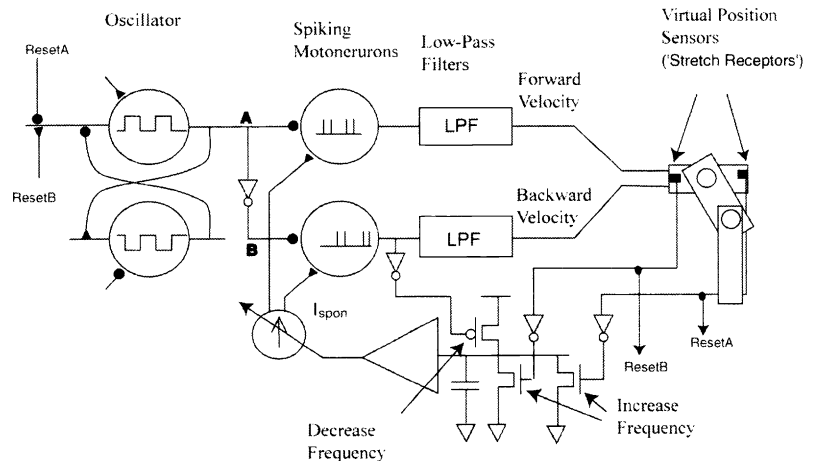 Oscillator
Spiking
Motonerurons
Low-Pass
Filters
Virtual Position
Sensors
('Stretch Receptors')
ResetA
ResetB
Forward
Velocity
A
LPF
Backward
Velocity
B
LPF
Ispon
ResetB
ResetA
Decrease
Frequency
Increase
Frequency